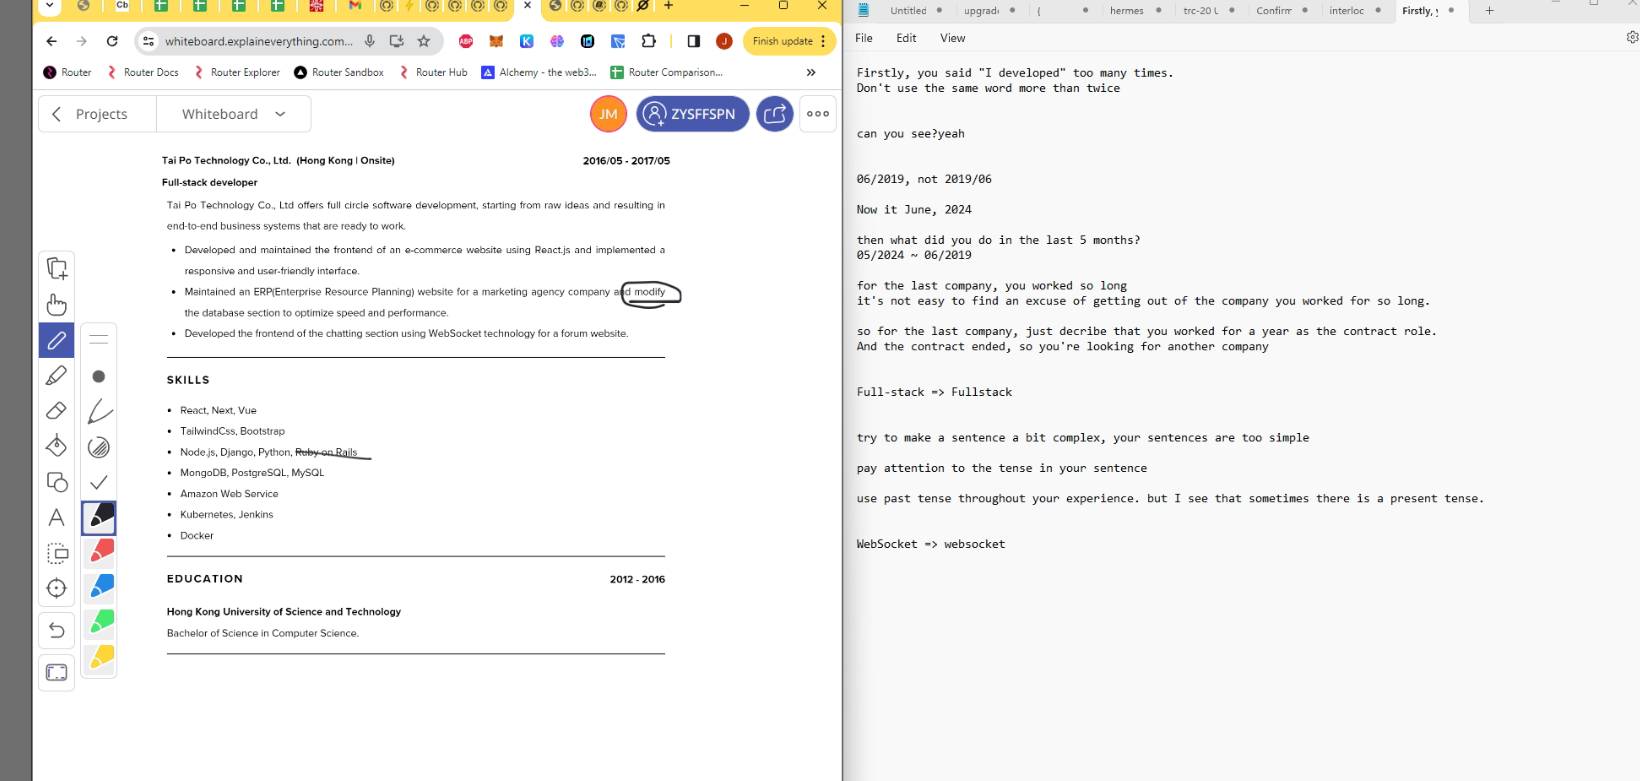 Cb
whiteboard.explaineverything.com...
ABP
K
J
Finish update
Router
Router Docs
Router Explorer
Router Sandbox
Router Hub
Alchemy - the web3...
Router Comparison...
»
Projects
Whiteboard
JM
ZYSFFSPN
Tai Po Technology Co., Ltd. (Hong Kong | Onsite)
2016/05 - 2017/05
Full-stack developer
Tai Po Technology Co., Ltd offers full circle software development, starting from raw ideas and resulting in
end-to-end business systems that are ready to work.
• Developed and maintained the frontend of an e-commerce website using React.js and implemented a
responsive and user-friendly interface.
• Maintained an ERP(Enterprise Resource Planning) website for a marketing agency company and modify
the database section to optimize speed and performance.
• Developed the frontend of the chatting section using WebSocket technology for a forum website.
SKILLS
• React, Next, Vue
• TailwindCss, Bootstrap
• Node.js, Django, Python, Ruby on Rails
• MongoDB, PostgreSQL, MySQL
• Amazon Web Service
• Kubernetes, Jenkins
• Docker
EDUCATION
2012 - 2016
Hong Kong University of Science and Technology
Bachelor of Science in Computer Science.
A
Untitled
upgrad
{
hermes
trc-20 U
Confirm
interloc
Firstly, y
File
Edit
View
Firstly, you said "I developed" too many times.
Don't use the same word more than twice
can you see?yeah
06/2019, not 2019/06
Now it June, 2024
then what did you do in the last 5 months?
05/2024 ~ 06/2019
for the last company, you worked so long
it's not easy to find an excuse of getting out of the company you worked for so long.
so for the last company, just decribe that you worked for a year as the contract role.
And the contract ended, so you're looking for another company
Full-stack => Fullstack
try to make a sentence a bit complex, your sentences are too simple
pay attention to the tense in your sentence
use past tense throughout your experience. but I see that sometimes there is a present tense.
WebSocket => websocket